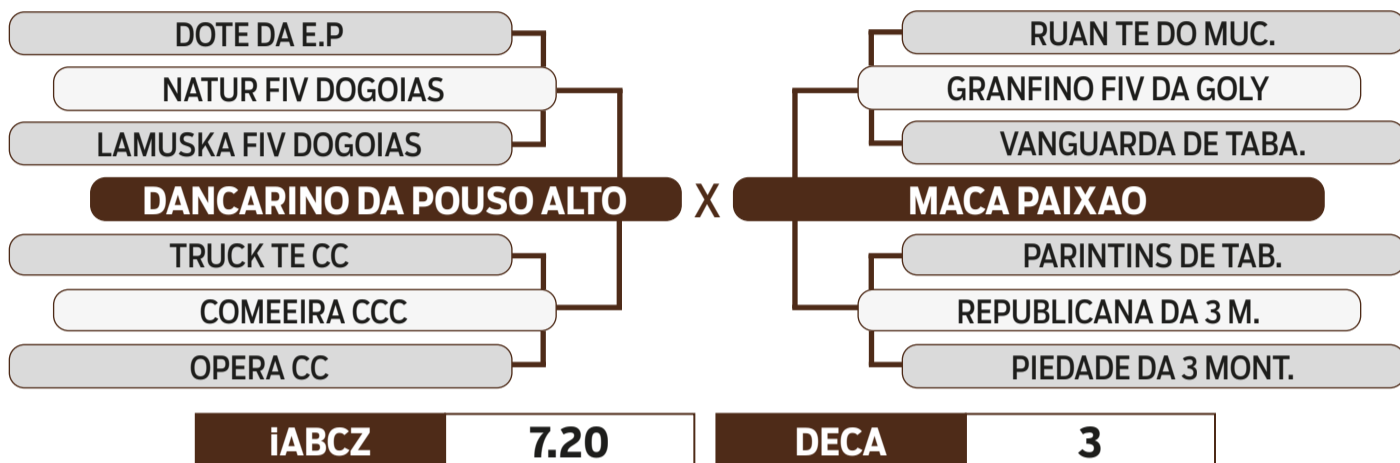 DOTE DA E.P
NATUR FIV DOGOIAS
LAMUSKA FIV DOGOIAS
DANCARINO DA POUSO ALTO
TRUCK TE CC
COMEEIRA CCC
OPERA CC
X
RUAN TE DO MUC.
GRANFINO FIV DA GOLY
VANGUARDA DE TABA.
MACA PAIXAO
PARINTINS DE TAB.
REPUBLICANA DA 3 M.
PIEDADE DA 3 MONT.
iABCZ 7.20 DECA 3